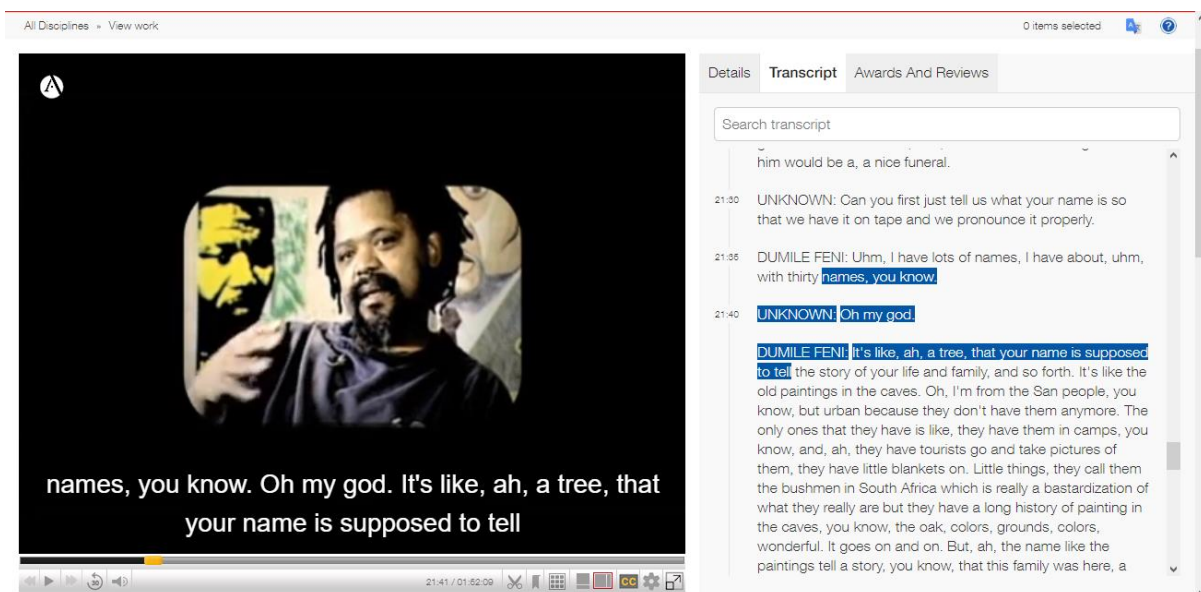 All Disciplines » View work
0 items selected
names, you know. Oh my god. It's like, ah, a tree, that
your name is supposed to tell
21:41 / 01:52:09
CC
Details
Transcript
Awards And Reviews
Search transcript
him would be a, a nice funeral.
21:30
UNKNOWN: Can you first just tell us what your name is so
that we have it on tape and we pronounce it properly.
21:35
DUMILE FENI: Uhm, I have lots of names, I have about, uhm,
with thirty names, you know.
21:40
UNKNOWN: Oh my god.
DUMILE FENI: It's like, ah, a tree, that your name is supposed
to tell the story of your life and family, and so forth. It's like the
old paintings in the caves. Oh, I'm from the San people, you
know, but urban because they don't have them anymore. The
only ones that they have is like, they have them in camps, you
know, and, ah, they have tourists go and take pictures of
them, they have little blankets on. Little things, they call them
the bushmen in South Africa which is really a bastardization of
what they really are but they have a long history of painting in
the caves, you know, the oak, colors, grounds, colors,
wonderful. It goes on and on. But, ah, the name like the
paintings tell a story, you know, that this family was here, a